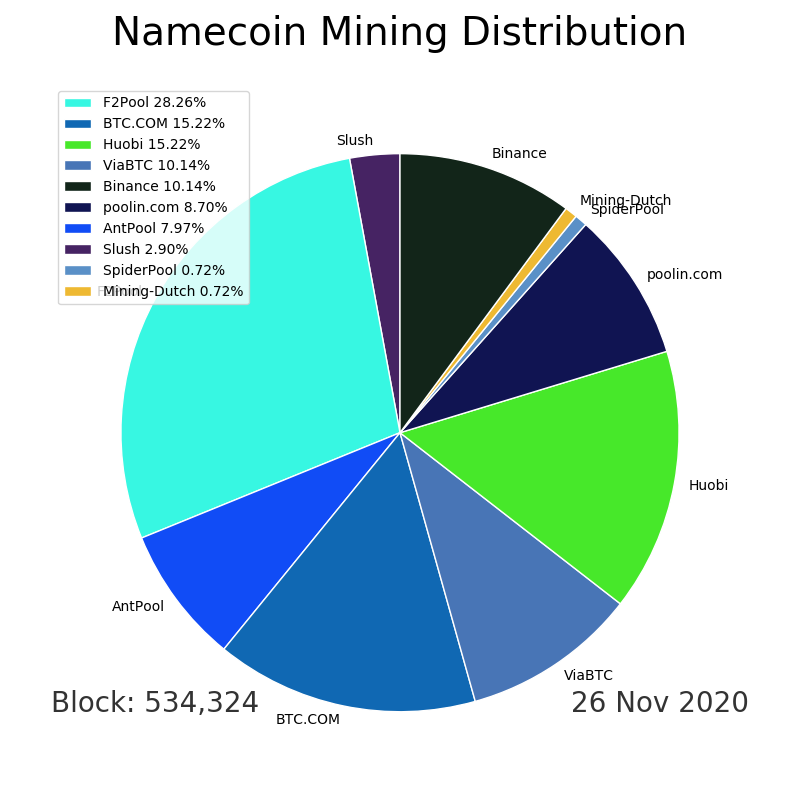 Namecoin Mining Distribution
F2Pool 28.26%
BTC.COM 15.22%
Huobi 15.22%
ViaBTC 10.14%
Binance 10.14%
poolin.com 8.70%
AntPool 7.97%
Slush 2.90%
SpiderPool 0.72%
Mining-Dutch 0.72%
Slush
Binance
Mining-Dutch
SpiderPool
poolin.com
Huobi
AntPool
ViaBTC
BTC.COM
Block: 534,324
26 Nov 2020